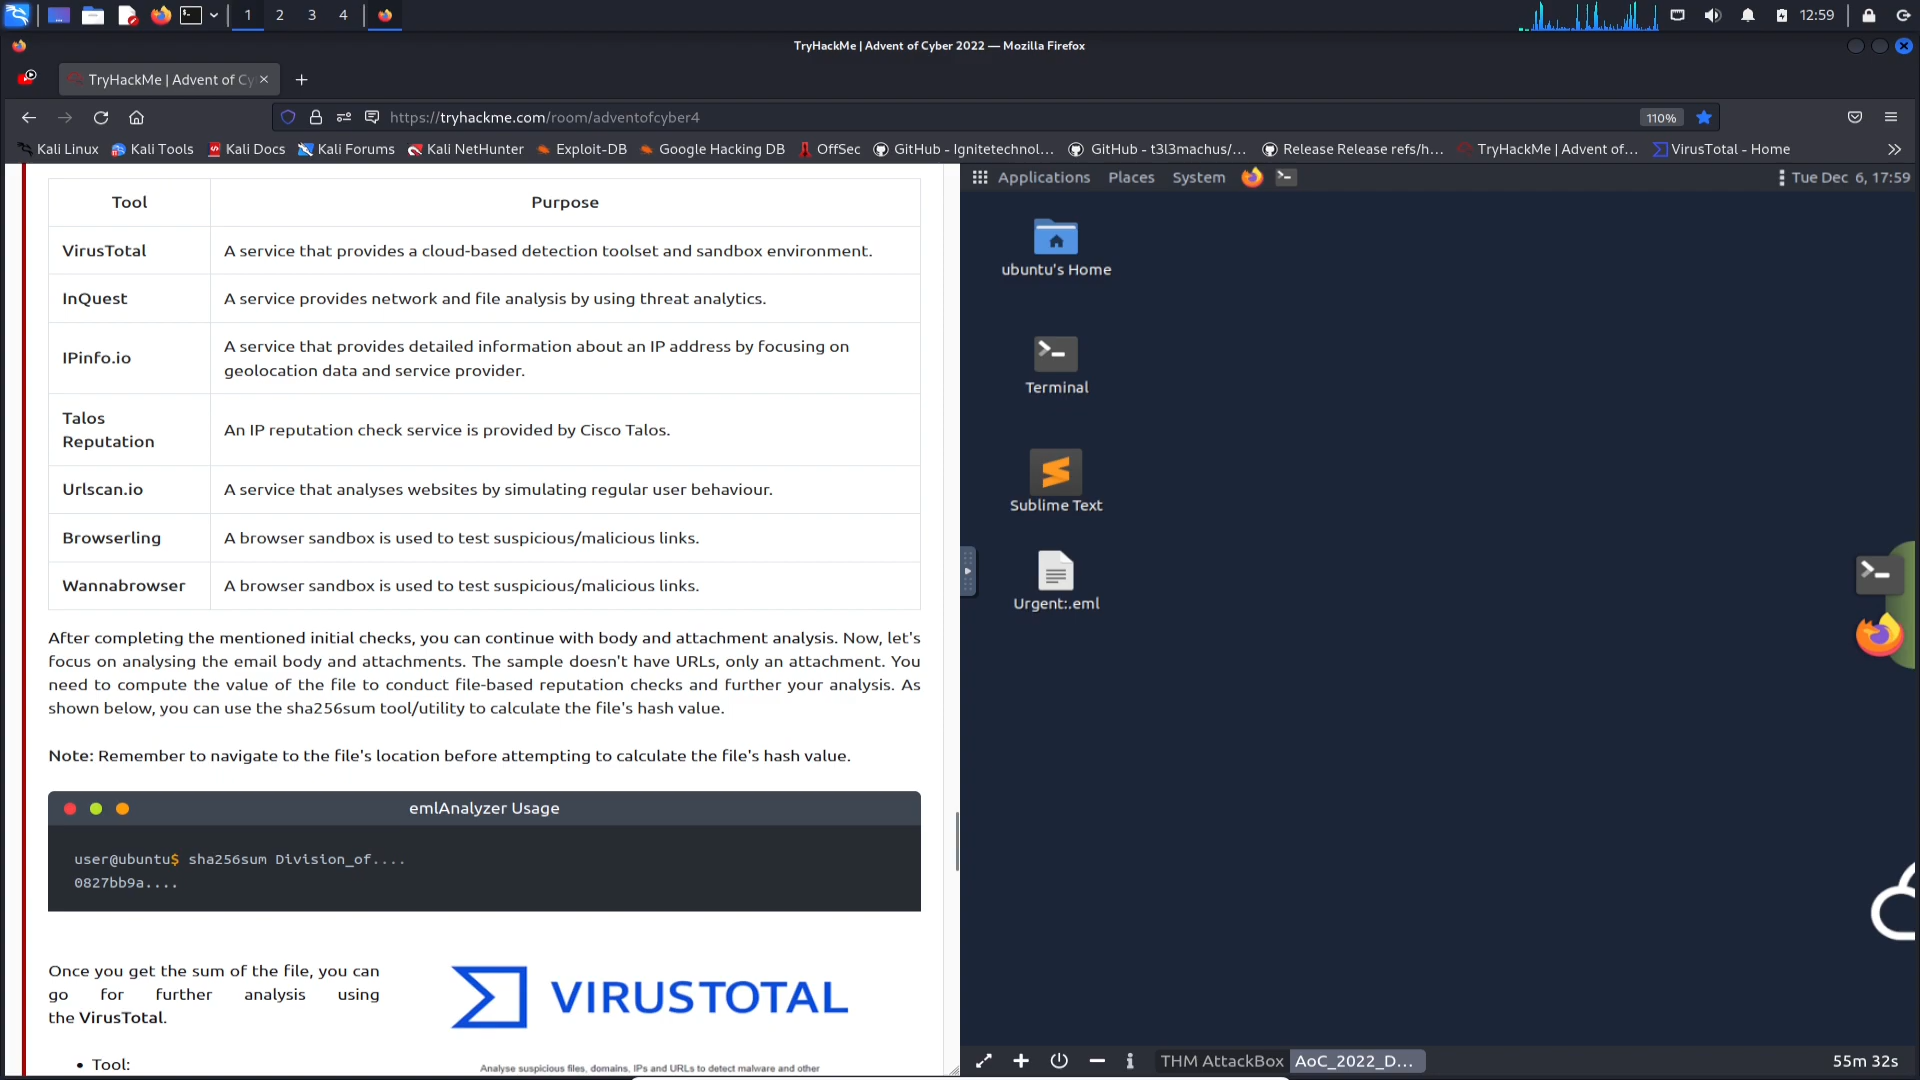 1
2
3
4
12:59
TryHackMe | Advent of Cyber 2022 — Mozilla Firefox
TryHackMe | Advent of Cy
https://tryhackme.com/room/adventofcyber4
110%
Kali Linux
Kali Tools
Kali Docs
Kali Forums
Kali NetHunter
Exploit-DB
Google Hacking DB
OffSec
GitHub - Ignitetechnol...
GitHub - t3l3machus/...
Release Release refs/h...
TryHackMe | Advent of...
VirusTotal - Home
Tool
Purpose
VirusTotal
A service that provides a cloud-based detection toolset and sandbox environment.
InQuest
A service provides network and file analysis by using threat analytics.
IPinfo.io
A service that provides detailed information about an IP address by focusing on
geolocation data and service provider.
Talos
Reputation
An IP reputation check service is provided by Cisco Talos.
Urlscan.io
A service that analyses websites by simulating regular user behaviour.
Browserling
A browser sandbox is used to test suspicious/malicious links.
Wannabrowser
A browser sandbox is used to test suspicious/malicious links.
After completing the mentioned initial checks, you can continue with body and attachment analysis. Now, let's
focus on analysing the email body and attachments. The sample doesn't have URLs, only an attachment. You
need to compute the value of the file to conduct file-based reputation checks and further your analysis. As
shown below, you can use the sha256sum tool/utility to calculate the file's hash value.
Note: Remember to navigate to the file's location before attempting to calculate the file's hash value.
emlAnalyzer Usage
user@ubuntu$ sha256sum Division_of....
0827bb9a....
Once you get the sum of the file, you can
go for further analysis using
the VirusTotal.
• Tool:
VIRUSTOTAL
Analyse suspicious files, domains, IPs and URLs to detect malware and other
Applications
Places
System
Tue Dec 6, 17:59
ubuntu's Home
Terminal
Sublime Text
Urgent:.eml
THM AttackBox
AoC_2022_D...
55m 32s